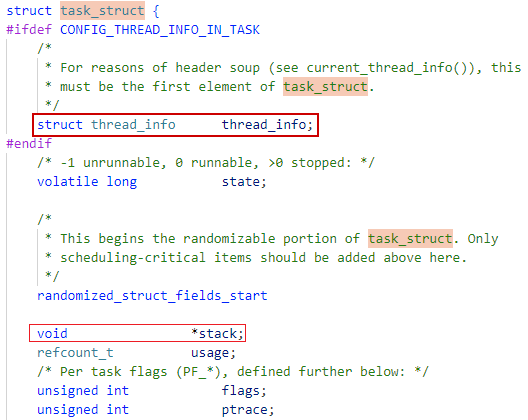 struct task_struct {
#ifdef CONFIG_THREAD_INFO_IN_TASK
/*
* For reasons of header soup (see current_thread_info()), this
* must be the first element of task_struct.
*/
struct thread_info thread_info;
#endif
/* -1 unrunnable, 0 runnable, >0 stopped: */
volatile long state;
/*
* This begins the randomizable portion of task_struct. Only
* scheduling-critical items should be added above here.
*/
randomized_struct_fields_start
void *stack;
refcount_t usage;
/* Per task flags (PF_*), defined further below: */
unsigned int flags;
unsigned int ptrace;